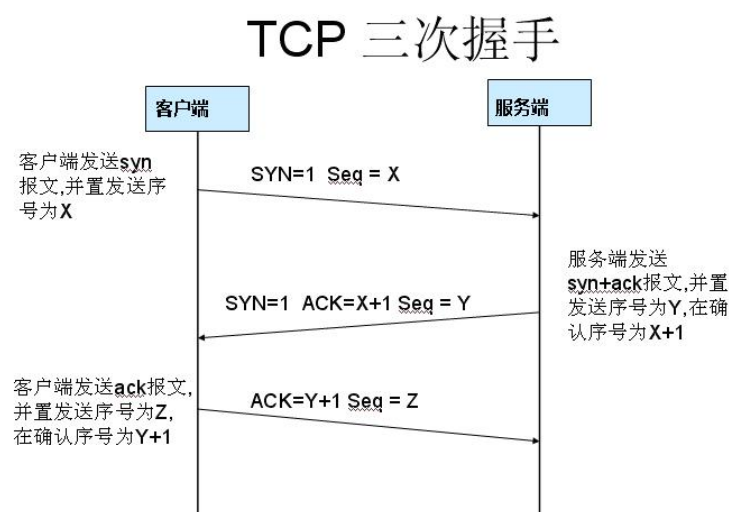 TCP 三次握手
客户端
服务端
客户端发送syn
报文,并置发送序
号为X
SYN=1 Seq = X
服务端发送
syn+ack报文,并置
发送序号为Y,在确
认序号为X+1
SYN=1 ACK=X+1 Seq = Y
客户端发送ack报文,
并置发送序号为Z,
在确认序号为Y+1
ACK=Y+1 Seq = Z